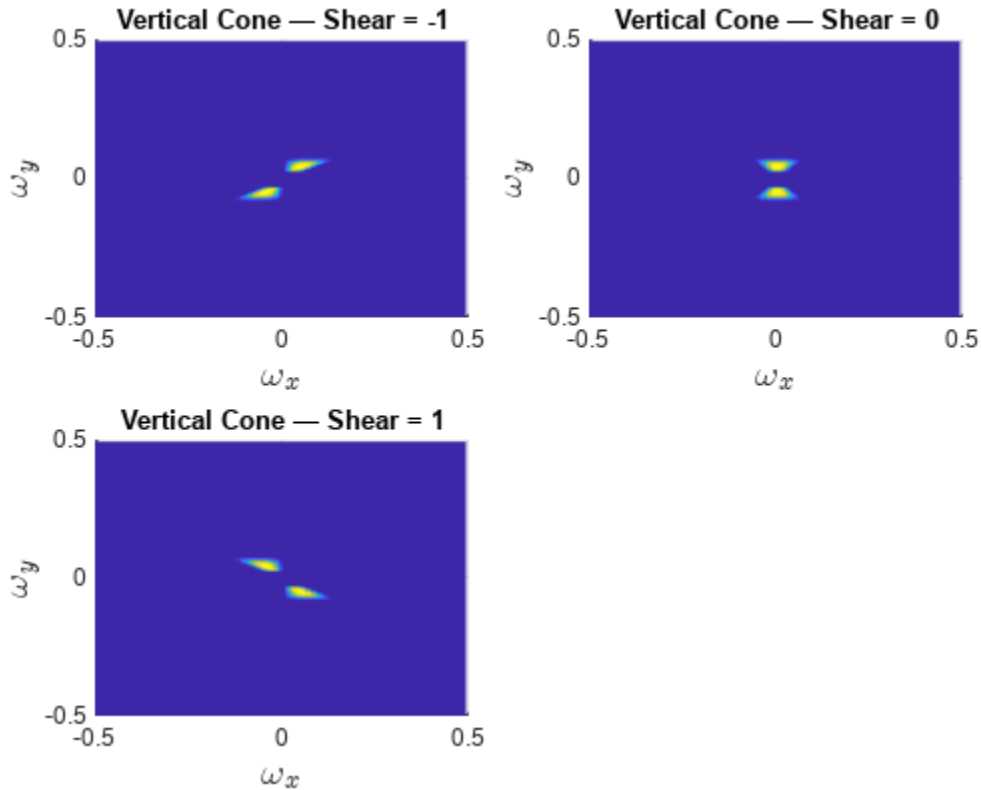 Vertical Cone — Shear = -1
0.5
ω_y
0
-0.5
-0.5 0 0.5
ω_x
Vertical Cone — Shear = 0
0.5
ω_y
0
-0.5
-0.5 0 0.5
ω_x
Vertical Cone — Shear = 1
0.5
ω_y
0
-0.5
-0.5 0 0.5
ω_x